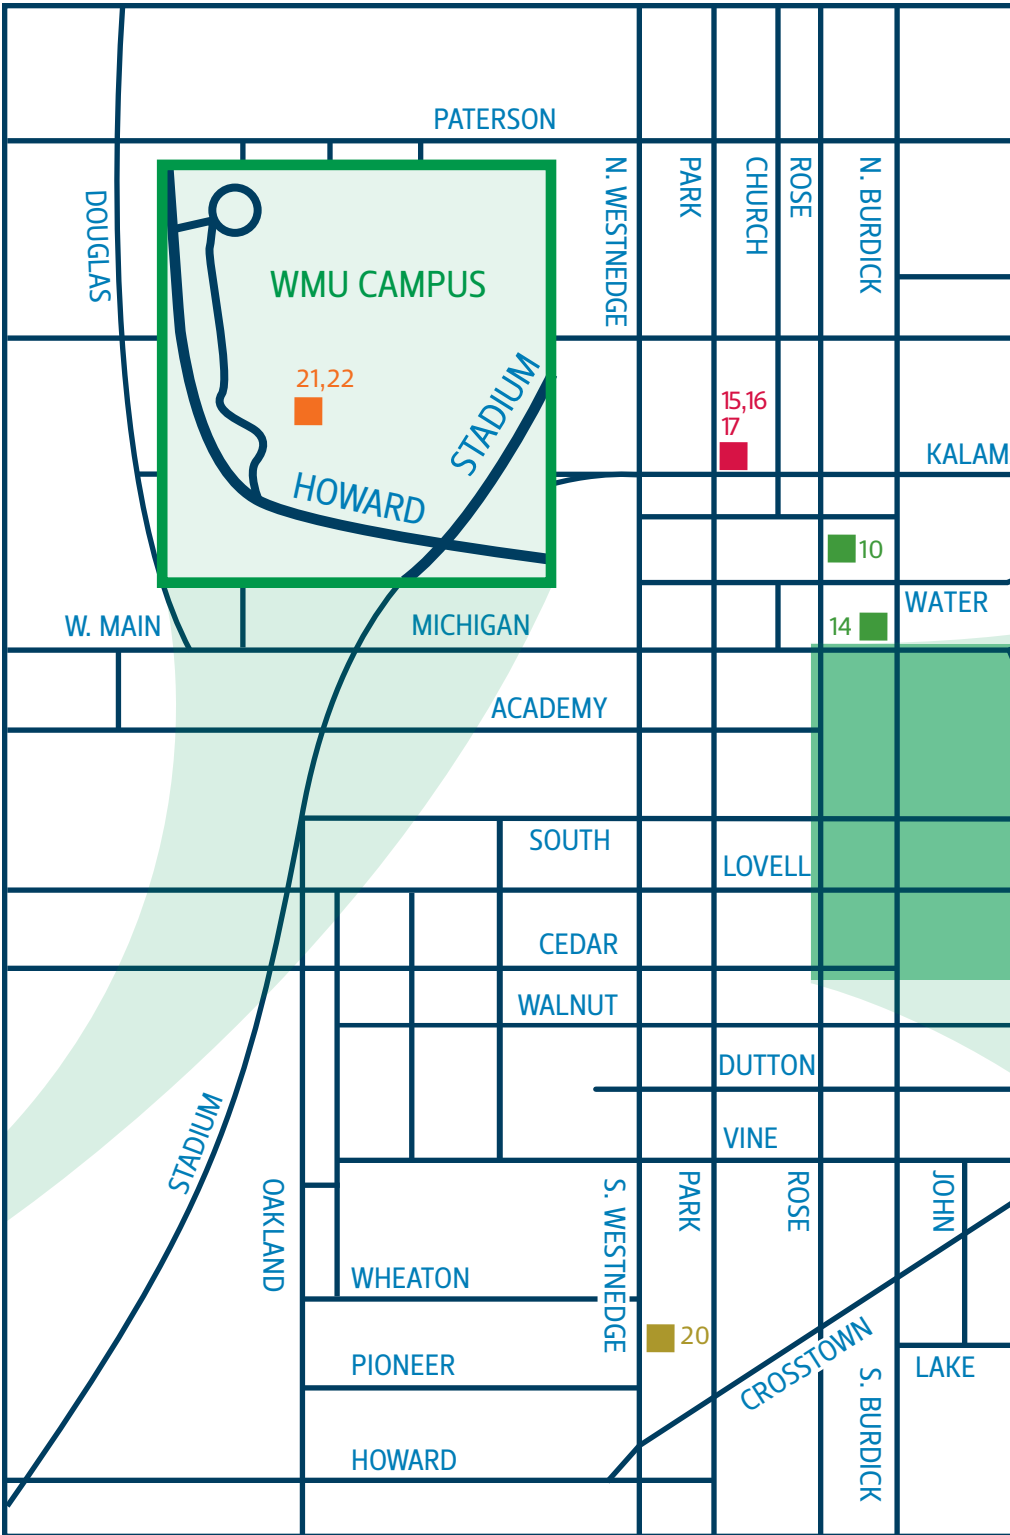 PATERSON
DOUGLAS
N. WESTNEDGE
PARK
CHURCH
ROSE
N. BURDICK
WMU CAMPUS
21,22
STADIUM
15,16
17
KALAM
HOWARD
10
WATER
W. MAIN
MICHIGAN
14
ACADEMY
SOUTH
LOVELL
CEDAR
WALNUT
DUTTON
STADIUM
VINE
OAKLAND
S. WESTNEDGE
PARK
ROSE
JOHN
WHEATON
20
CROSSTOWN
PIONEER
LAKE
S. BURDICK
HOWARD